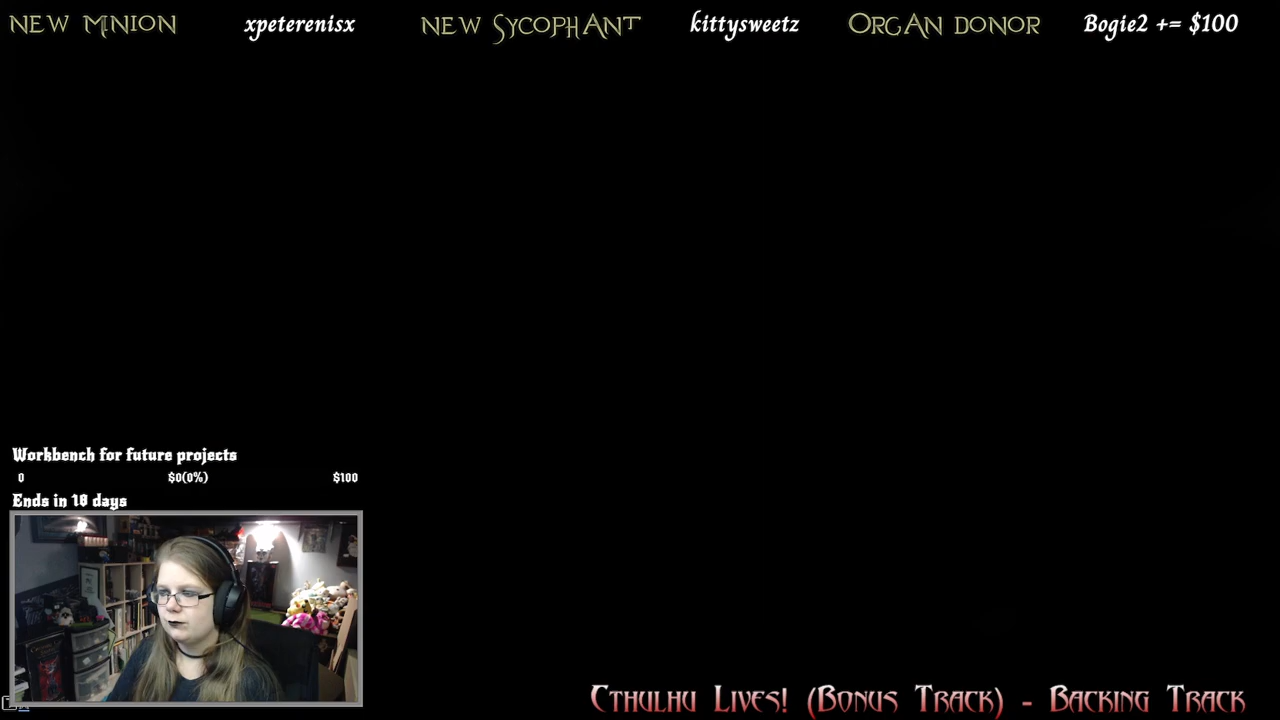 NEW MINION xpeterenisx NEW SYCOPHANT kittysweetz ORGAN DONOR Bogie2 += $100
Workbench for future projects
0 $0(0%) $100
Ends in 10 days
CTHULHU LIVES! (BONUS TRACK) - BACKING TRACK